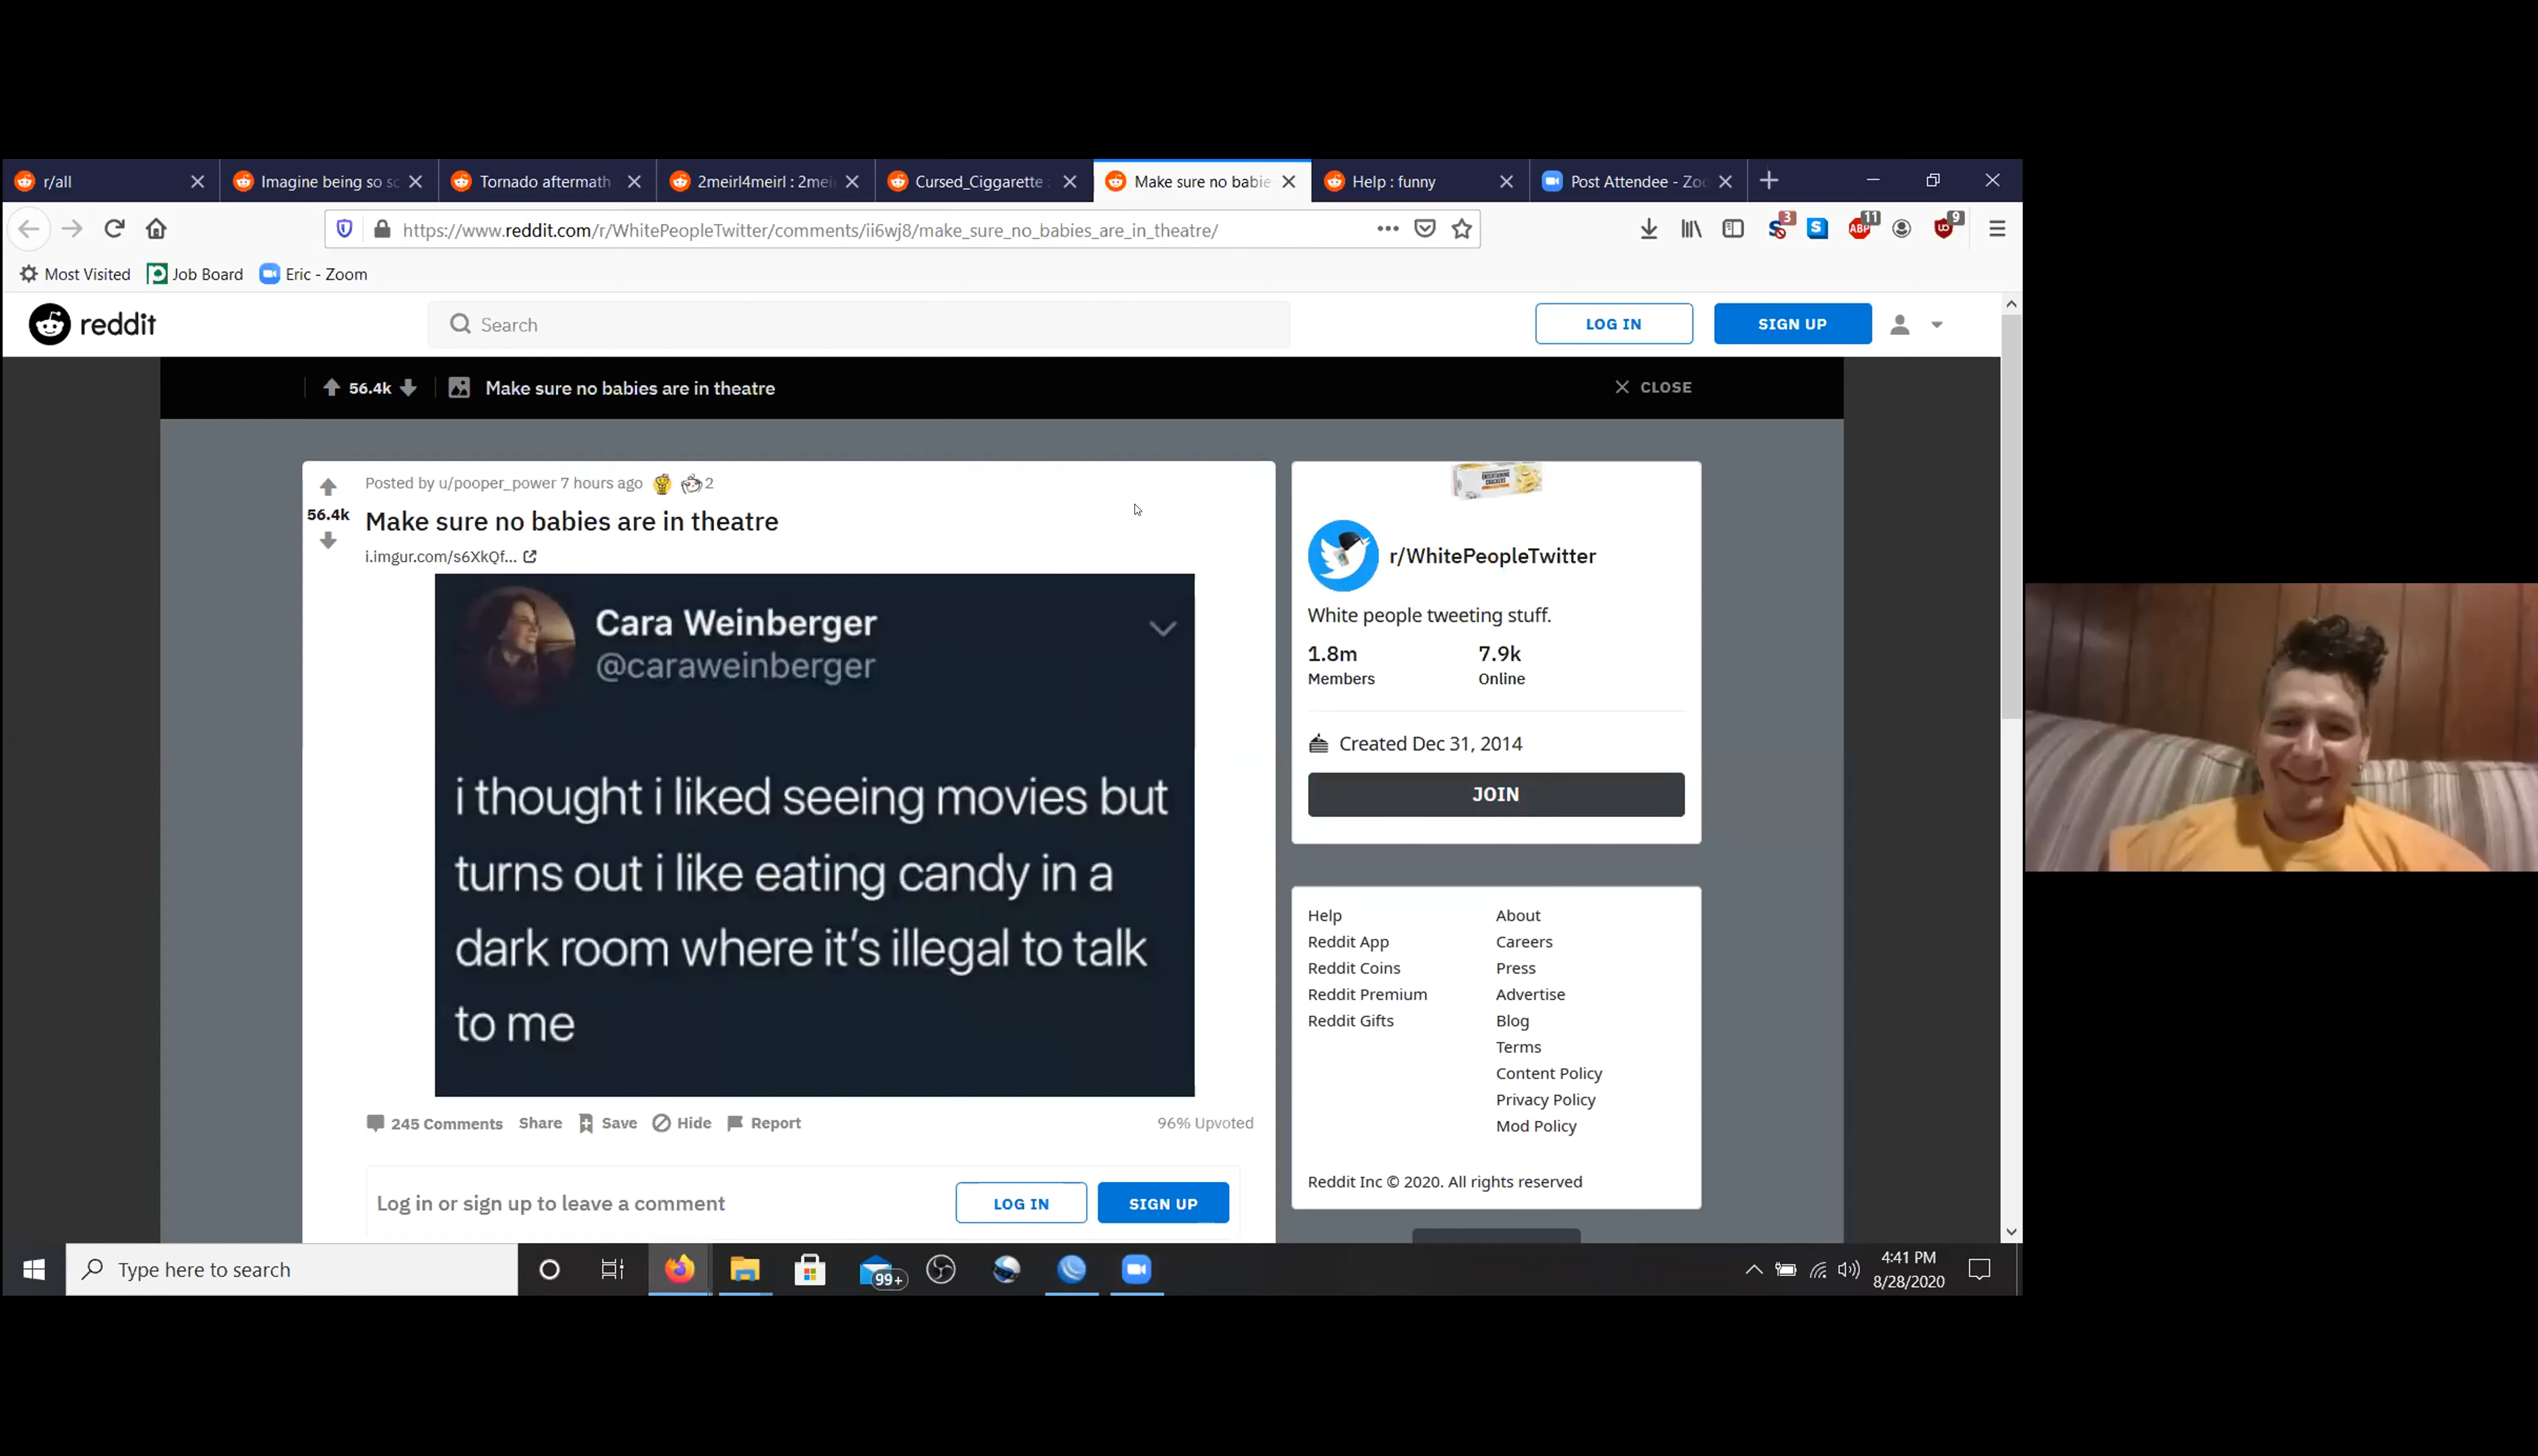 r/all
Imagine being so sc
Tornado aftermath
2meirl4meirl : 2mei
Cursed_Ciggarette :
Make sure no babie
Help : funny
Post Attendee - Zoo
https://www.reddit.com/r/WhitePeopleTwitter/comments/ii6wj8/make_sure_no_babies_are_in_theatre/
3
S
S
ABP
11
9
Most Visited
Job Board
Eric - Zoom
reddit
Search
LOG IN
SIGN UP
56.4k
Make sure no babies are in theatre
CLOSE
Posted by u/pooper_power 7 hours ago
2
56.4k
Make sure no babies are in theatre
i.imgur.com/s6XkQf...
Cara Weinberger
@caraweinberger
i thought i liked seeing movies but
turns out i like eating candy in a
dark room where it's illegal to talk
to me
245 Comments Share Save Hide Report
96% Upvoted
Log in or sign up to leave a comment
LOG IN
SIGN UP
ENTERTAINING
CRACKERS
r/WhitePeopleTwitter
White people tweeting stuff.
1.8m
Members
7.9k
Online
Created Dec 31, 2014
JOIN
Help
Reddit App
Reddit Coins
Reddit Premium
Reddit Gifts
About
Careers
Press
Advertise
Blog
Terms
Content Policy
Privacy Policy
Mod Policy
Reddit Inc © 2020. All rights reserved
Type here to search
99+
4:41 PM
8/28/2020